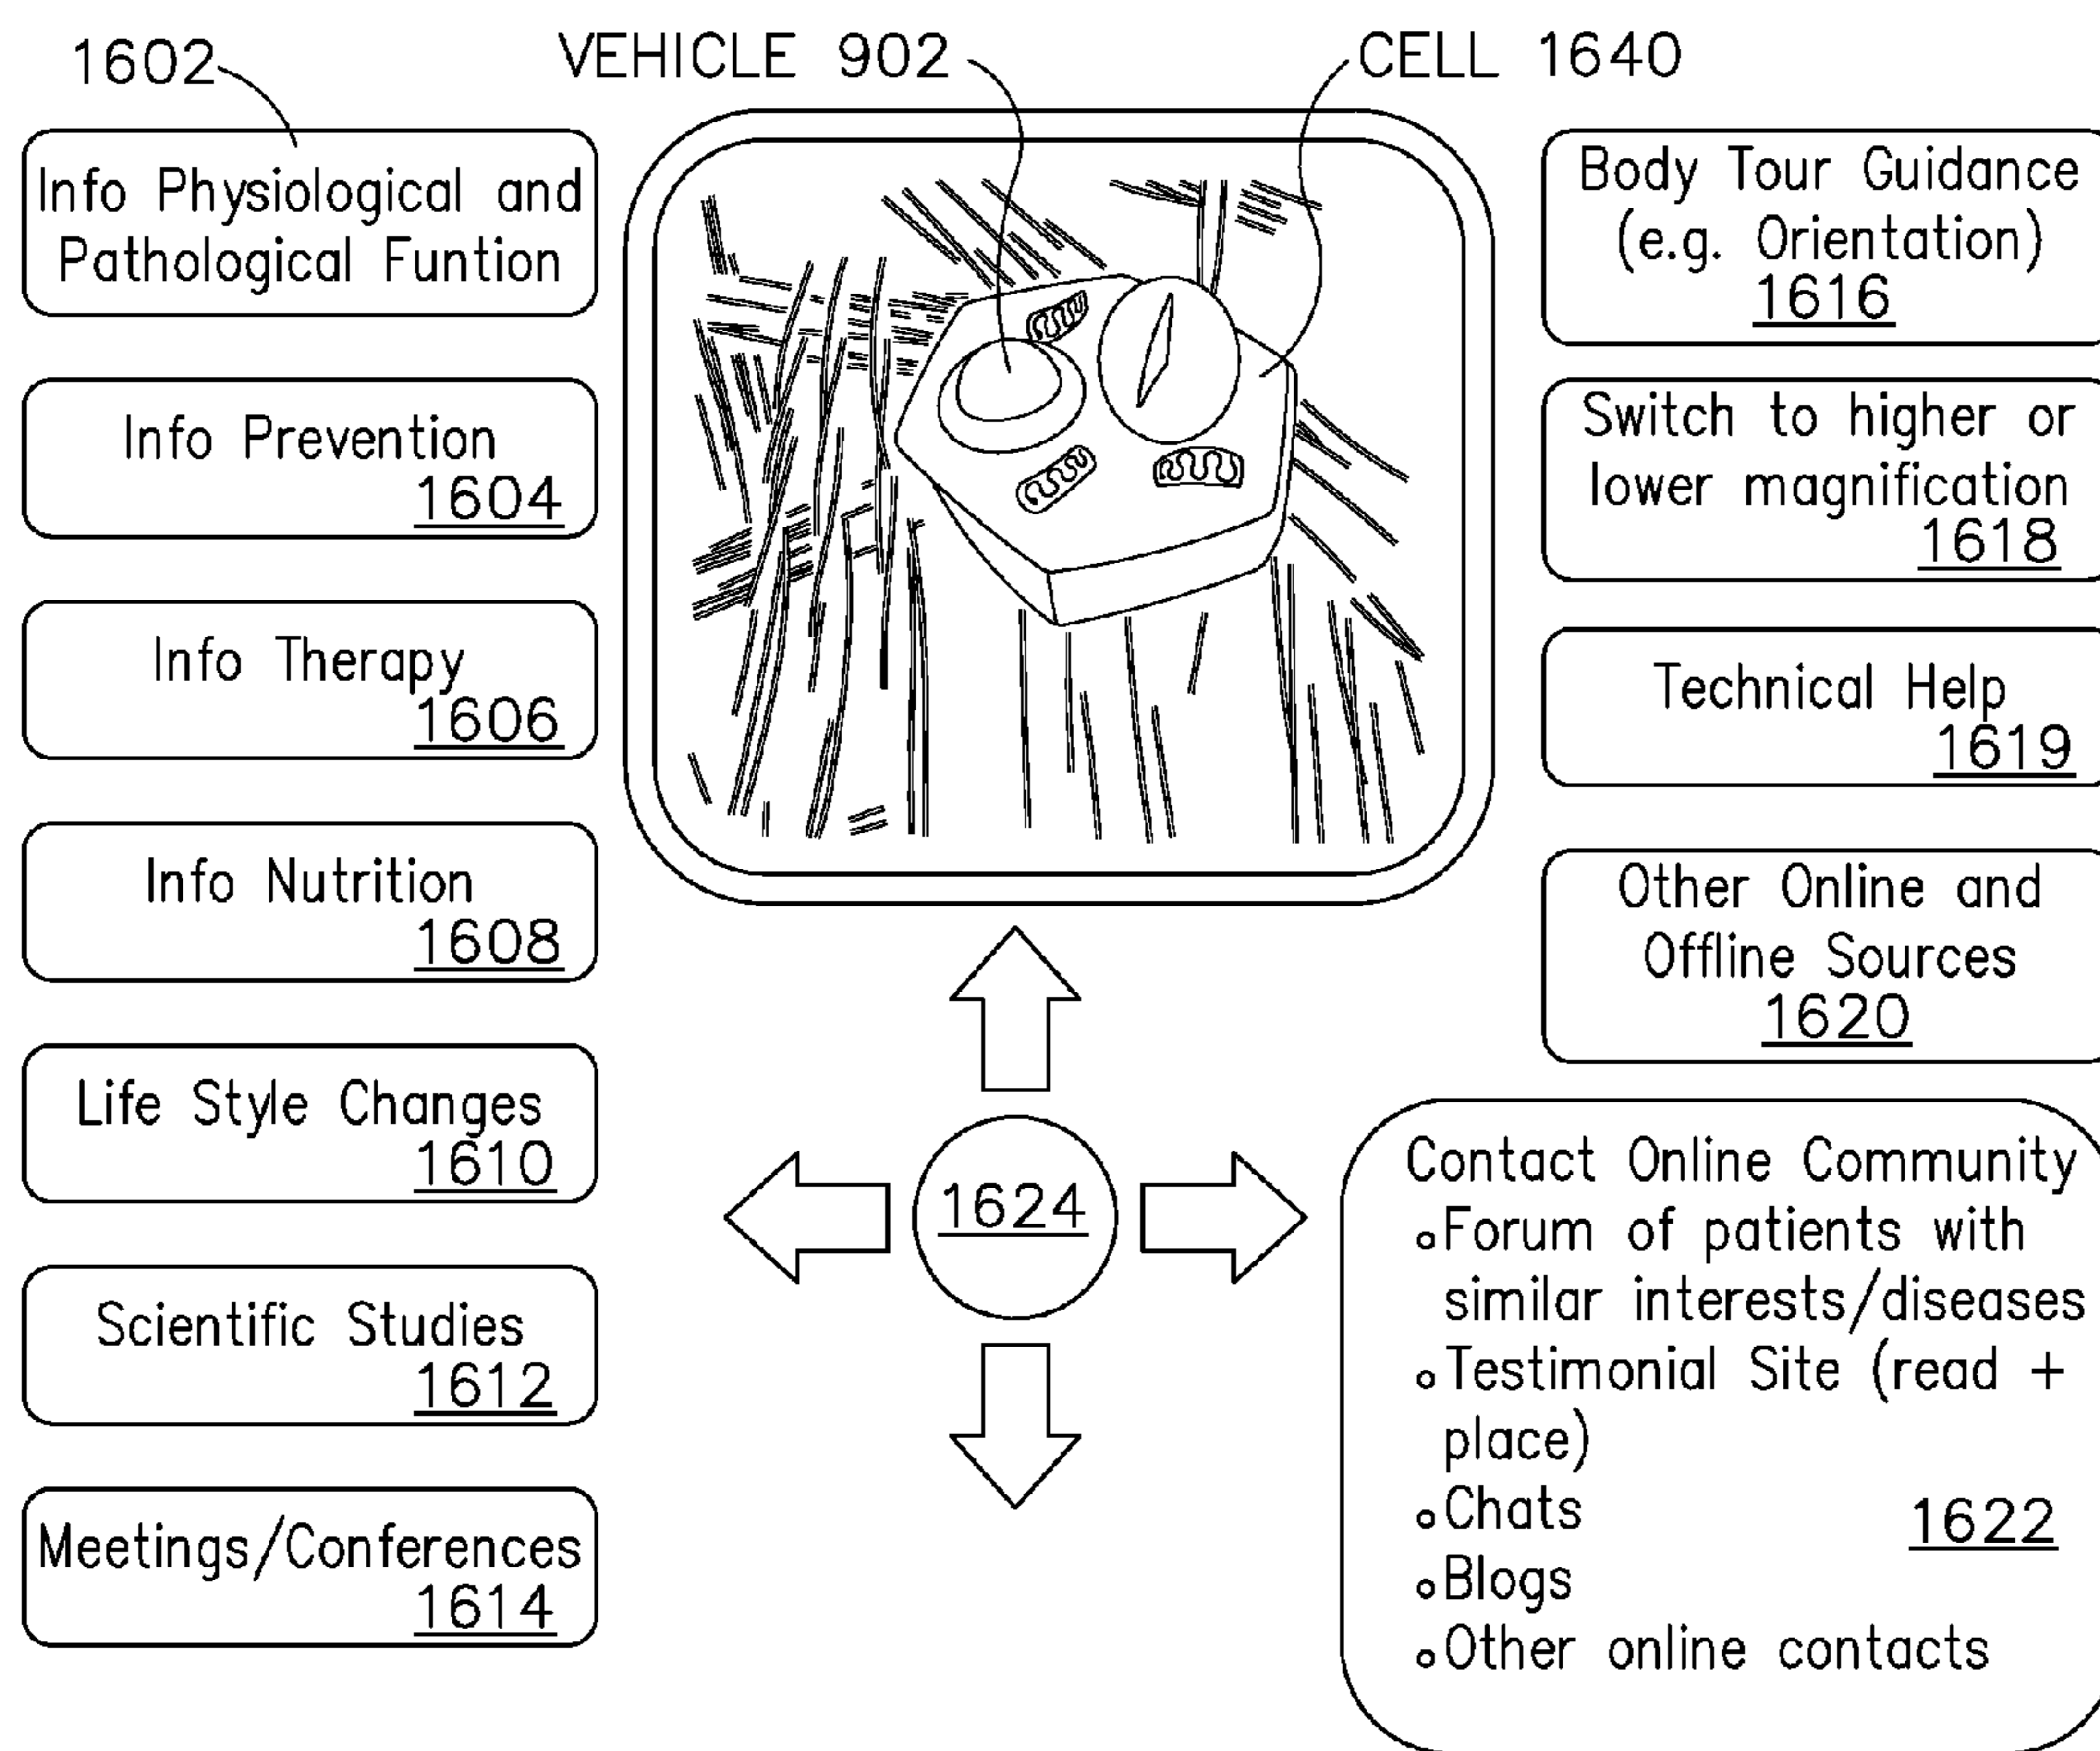 1602
VEHICLE 902
CELL 1640
Info Physiological and
Pathological Funtion
Info Prevention
1604
Info Therapy
1606
Info Nutrition
1608
Life Style Changes
1610
Scientific Studies
1612
Meetings/Conferences
1614
1624
Body Tour Guidance
(e.g. Orientation)
1616
Switch to higher or
lower magnification
1618
Technical Help
1619
Other Online and
Offline Sources
1620
Contact Online Community
∘Forum of patients with
similar interests/diseases
∘Testimonial Site (read +
place)
∘Chats
1622
∘Blogs
∘Other online contacts